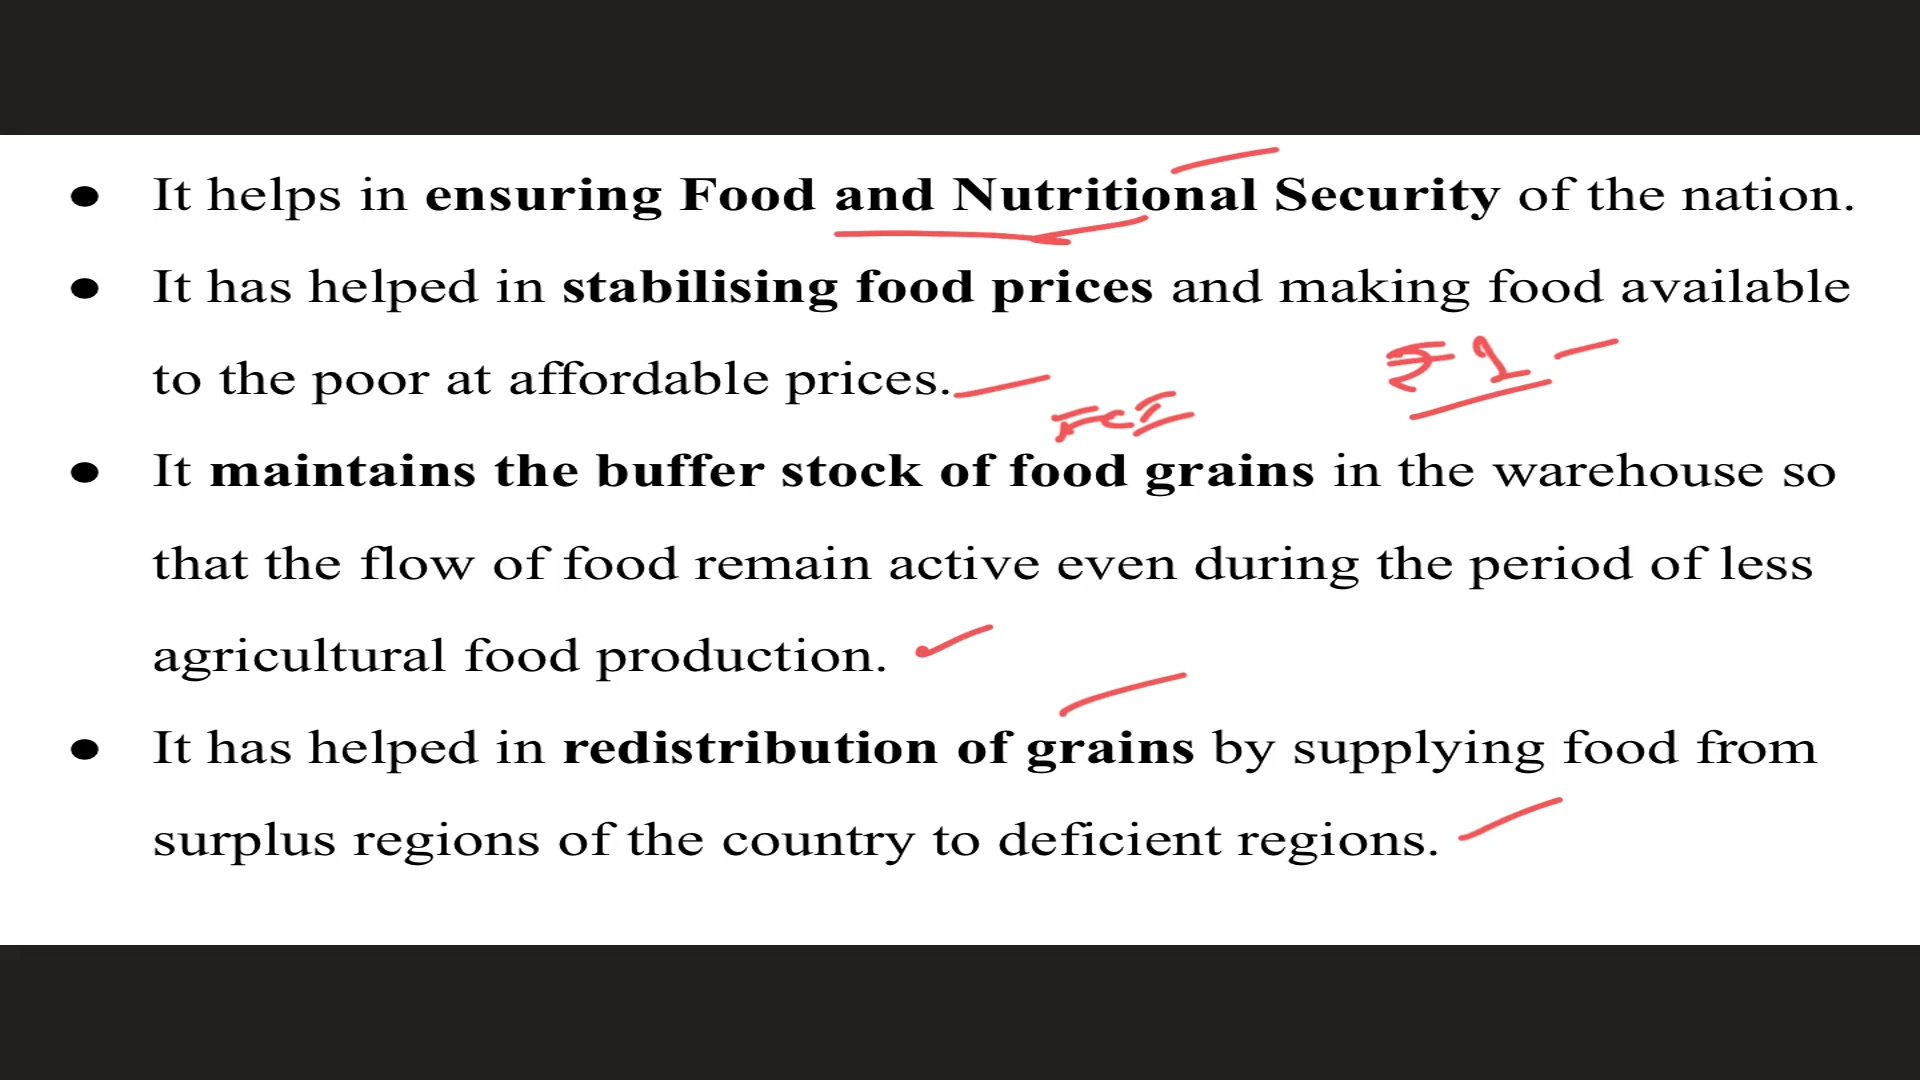 ● It helps in ensuring Food and Nutritional Security of the nation.
● It has helped in stabilising food prices and making food available
₹ 1
to the poor at affordable prices.
FCI
● It maintains the buffer stock of food grains in the warehouse so
that the flow of food remain active even during the period of less
agricultural food production.
● It has helped in redistribution of grains by supplying food from
surplus regions of the country to deficient regions.